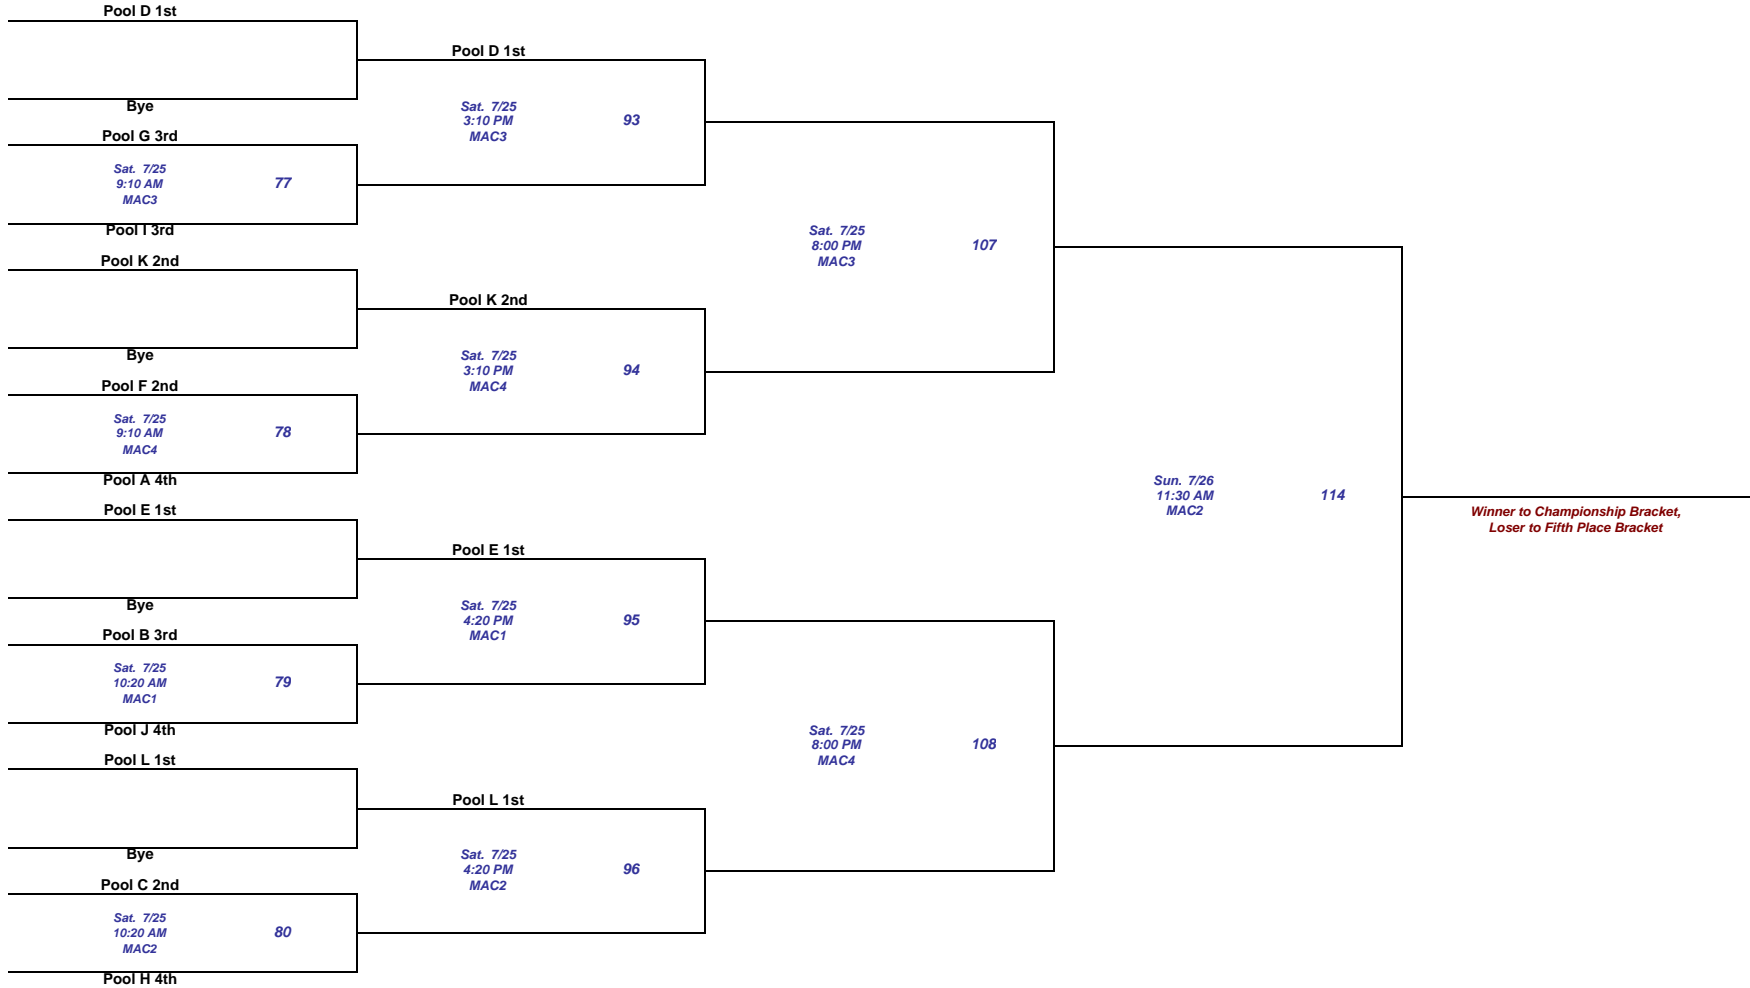 Pool D 1st
Bye
Pool G 3rd
Sat. 7/25
9:10 AM
MAC3
77
Pool I 3rd
Pool K 2nd
Bye
Pool F 2nd
Sat. 7/25
9:10 AM
MAC4
78
Pool A 4th
Pool E 1st
Bye
Pool B 3rd
Sat. 7/25
10:20 AM
MAC1
79
Pool J 4th
Pool L 1st
Bye
Pool C 2nd
Sat. 7/25
10:20 AM
MAC2
80
Pool H 4th
Pool D 1st
Sat. 7/25
3:10 PM
MAC3
93
Pool K 2nd
Sat. 7/25
3:10 PM
MAC4
94
Pool E 1st
Sat. 7/25
4:20 PM
MAC1
95
Pool L 1st
Sat. 7/25
4:20 PM
MAC2
96
Sat. 7/25
8:00 PM
MAC3
107
Sat. 7/25
8:00 PM
MAC4
108
Sun. 7/26
11:30 AM
MAC2
114
Winner to Championship Bracket,
Loser to Fifth Place Bracket